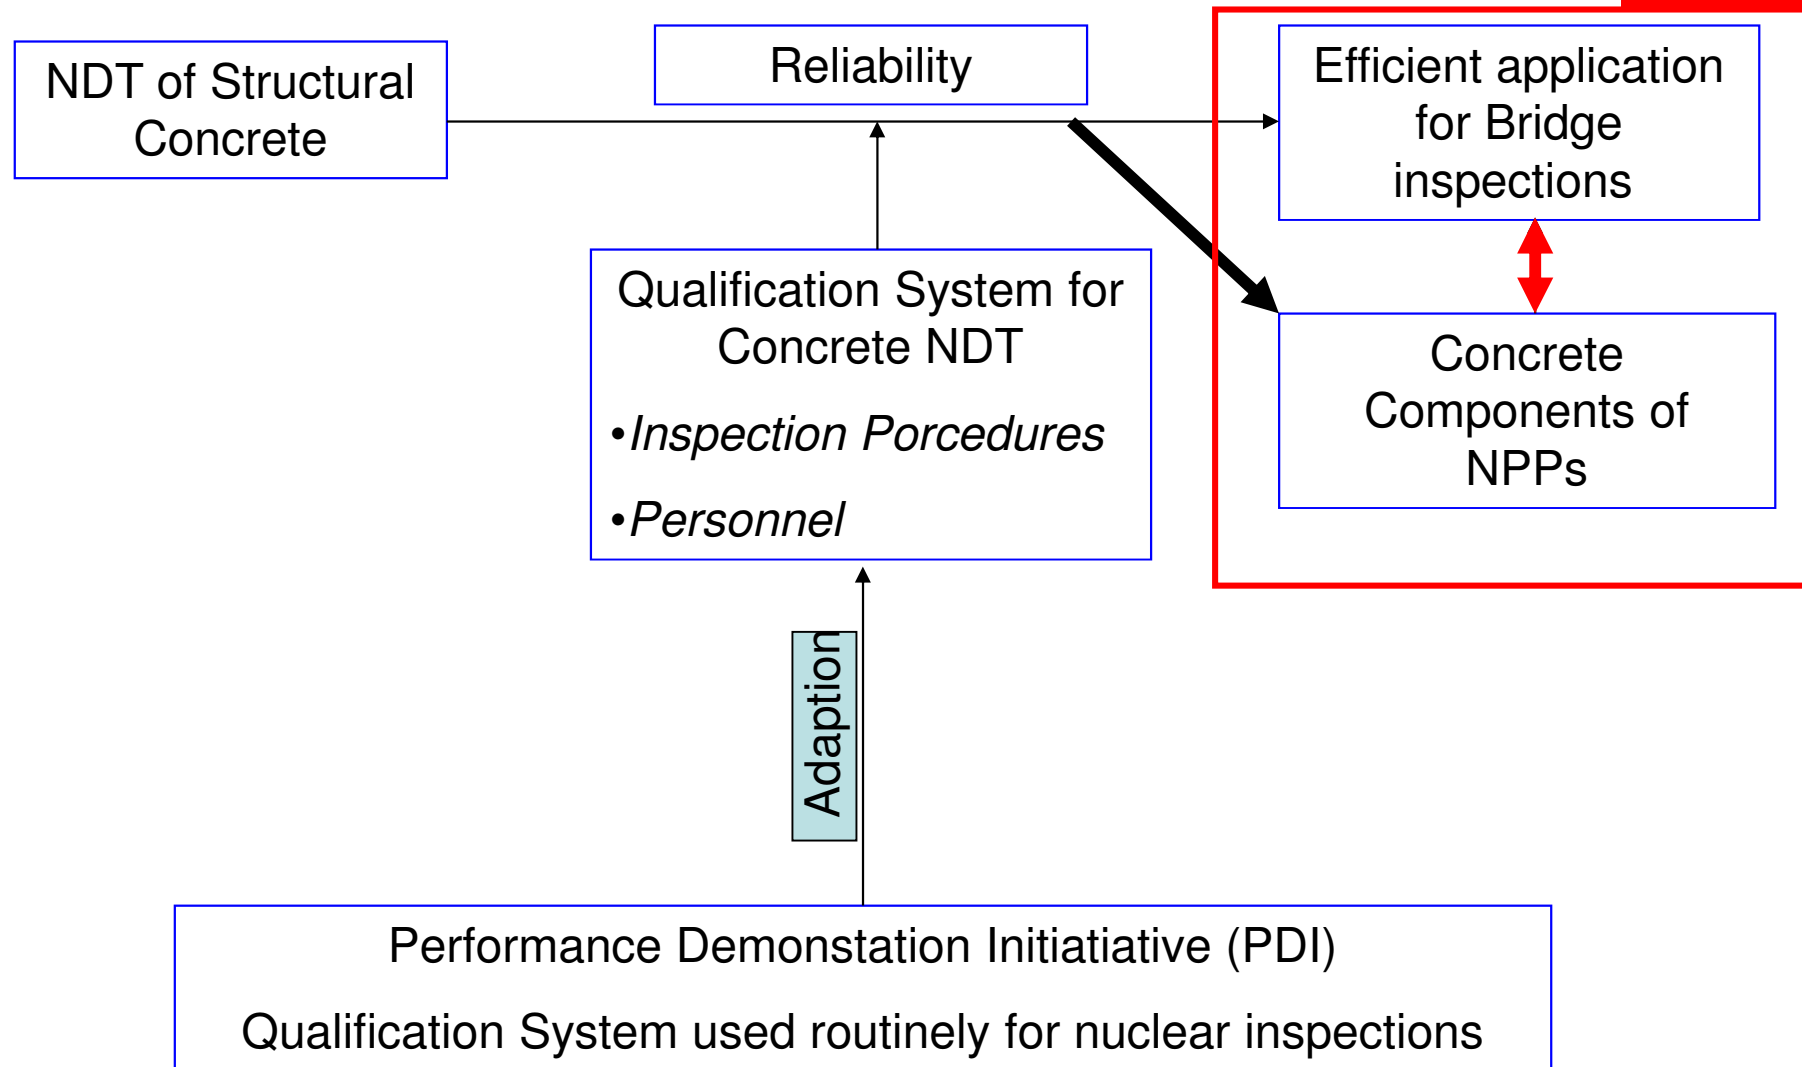 NDT of Structural
Concrete
Reliability
Efficient application
for Bridge
inspections
Qualification System for
Concrete NDT
•Inspection Porcedures
•Personnel
Concrete
Components of
NPPs
Adaption
Performance Demonstation Initiatiative (PDI)
Qualification System used routinely for nuclear inspections